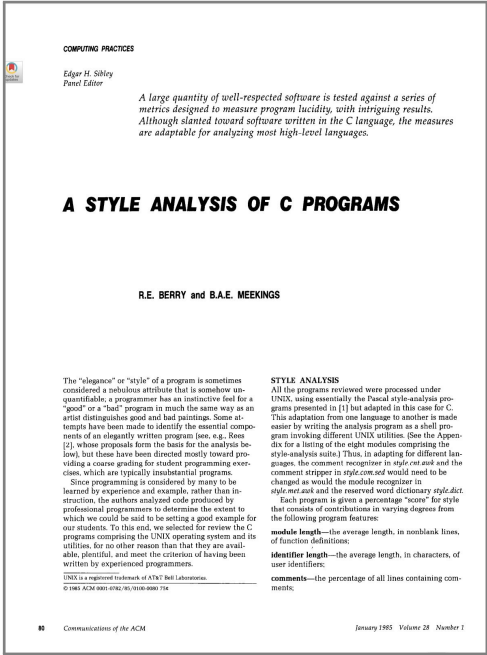 COMPUTING PRACTICES
Edgar H. Sibley
Panel Editor
A large quantity of well-respected software is tested against a series of
metrics designed to measure program lucidity, with intriguing results.
Although slanted toward software written in the C language, the measures
are adaptable for analyzing most high-level languages.
A STYLE ANALYSIS OF C PROGRAMS
R.E. BERRY and B.A.E. MEEKINGS
The "elegance" or "style" of a program is sometimes
considered a nebulous attribute that is somehow un-
quantifiable; a programmer has an instinctive feel for a
"good" or a "bad" program in much the same way as an
artist distinguishes good and bad paintings. Some at-
tempts have been made to identify the essential compo-
nents of an elegantly written program (see, e.g., Rees
[2], whose proposals form the basis for the analysis be-
low), but these have been directed mostly toward pro-
viding a coarse grading for student programming exer-
cises, which are typically insubstantial programs.
Since programming is considered by many to be
learned by experience and example, rather than in-
struction, the authors analyzed code produced by
professional programmers to determine the extent to
which we could be said to be setting a good example for
our students. To this end, we selected for review the C
programs comprising the UNIX operating system and its
utilities, for no other reason than that they are avail-
able, plentiful, and meet the criterion of having been
written by experienced programmers.
UNIX is a registered trademark of AT&T Bell Laboratories.
© 1985 ACM 0001-0782/85/0100-0080 75¢
STYLE ANALYSIS
All the programs reviewed were processed under
UNIX, using essentially the Pascal style-analysis pro-
grams presented in [1] but adapted in this case for C.
This adaptation from one language to another is made
easier by writing the analysis program as a shell pro-
gram invoking different UNIX utilities. (See the Appen-
dix for a listing of the eight modules comprising the
style-analysis suite.) Thus, in adapting for different lan-
guages, the comment recognizer in style.cnt.awk and the
comment stripper in style.com.sed would need to be
changed as would the module recognizer in
style.met.awk and the reserved word dictionary style.dict.
Each program is given a percentage "score" for style
that consists of contributions in varying degrees from
the following program features:
module length—the average length, in nonblank lines,
of function definitions;
identifier length—the average length, in characters, of
user identifiers;
comments—the percentage of all lines containing com-
ments;
80 Communications of the ACM
January 1985 Volume 28 Number 1